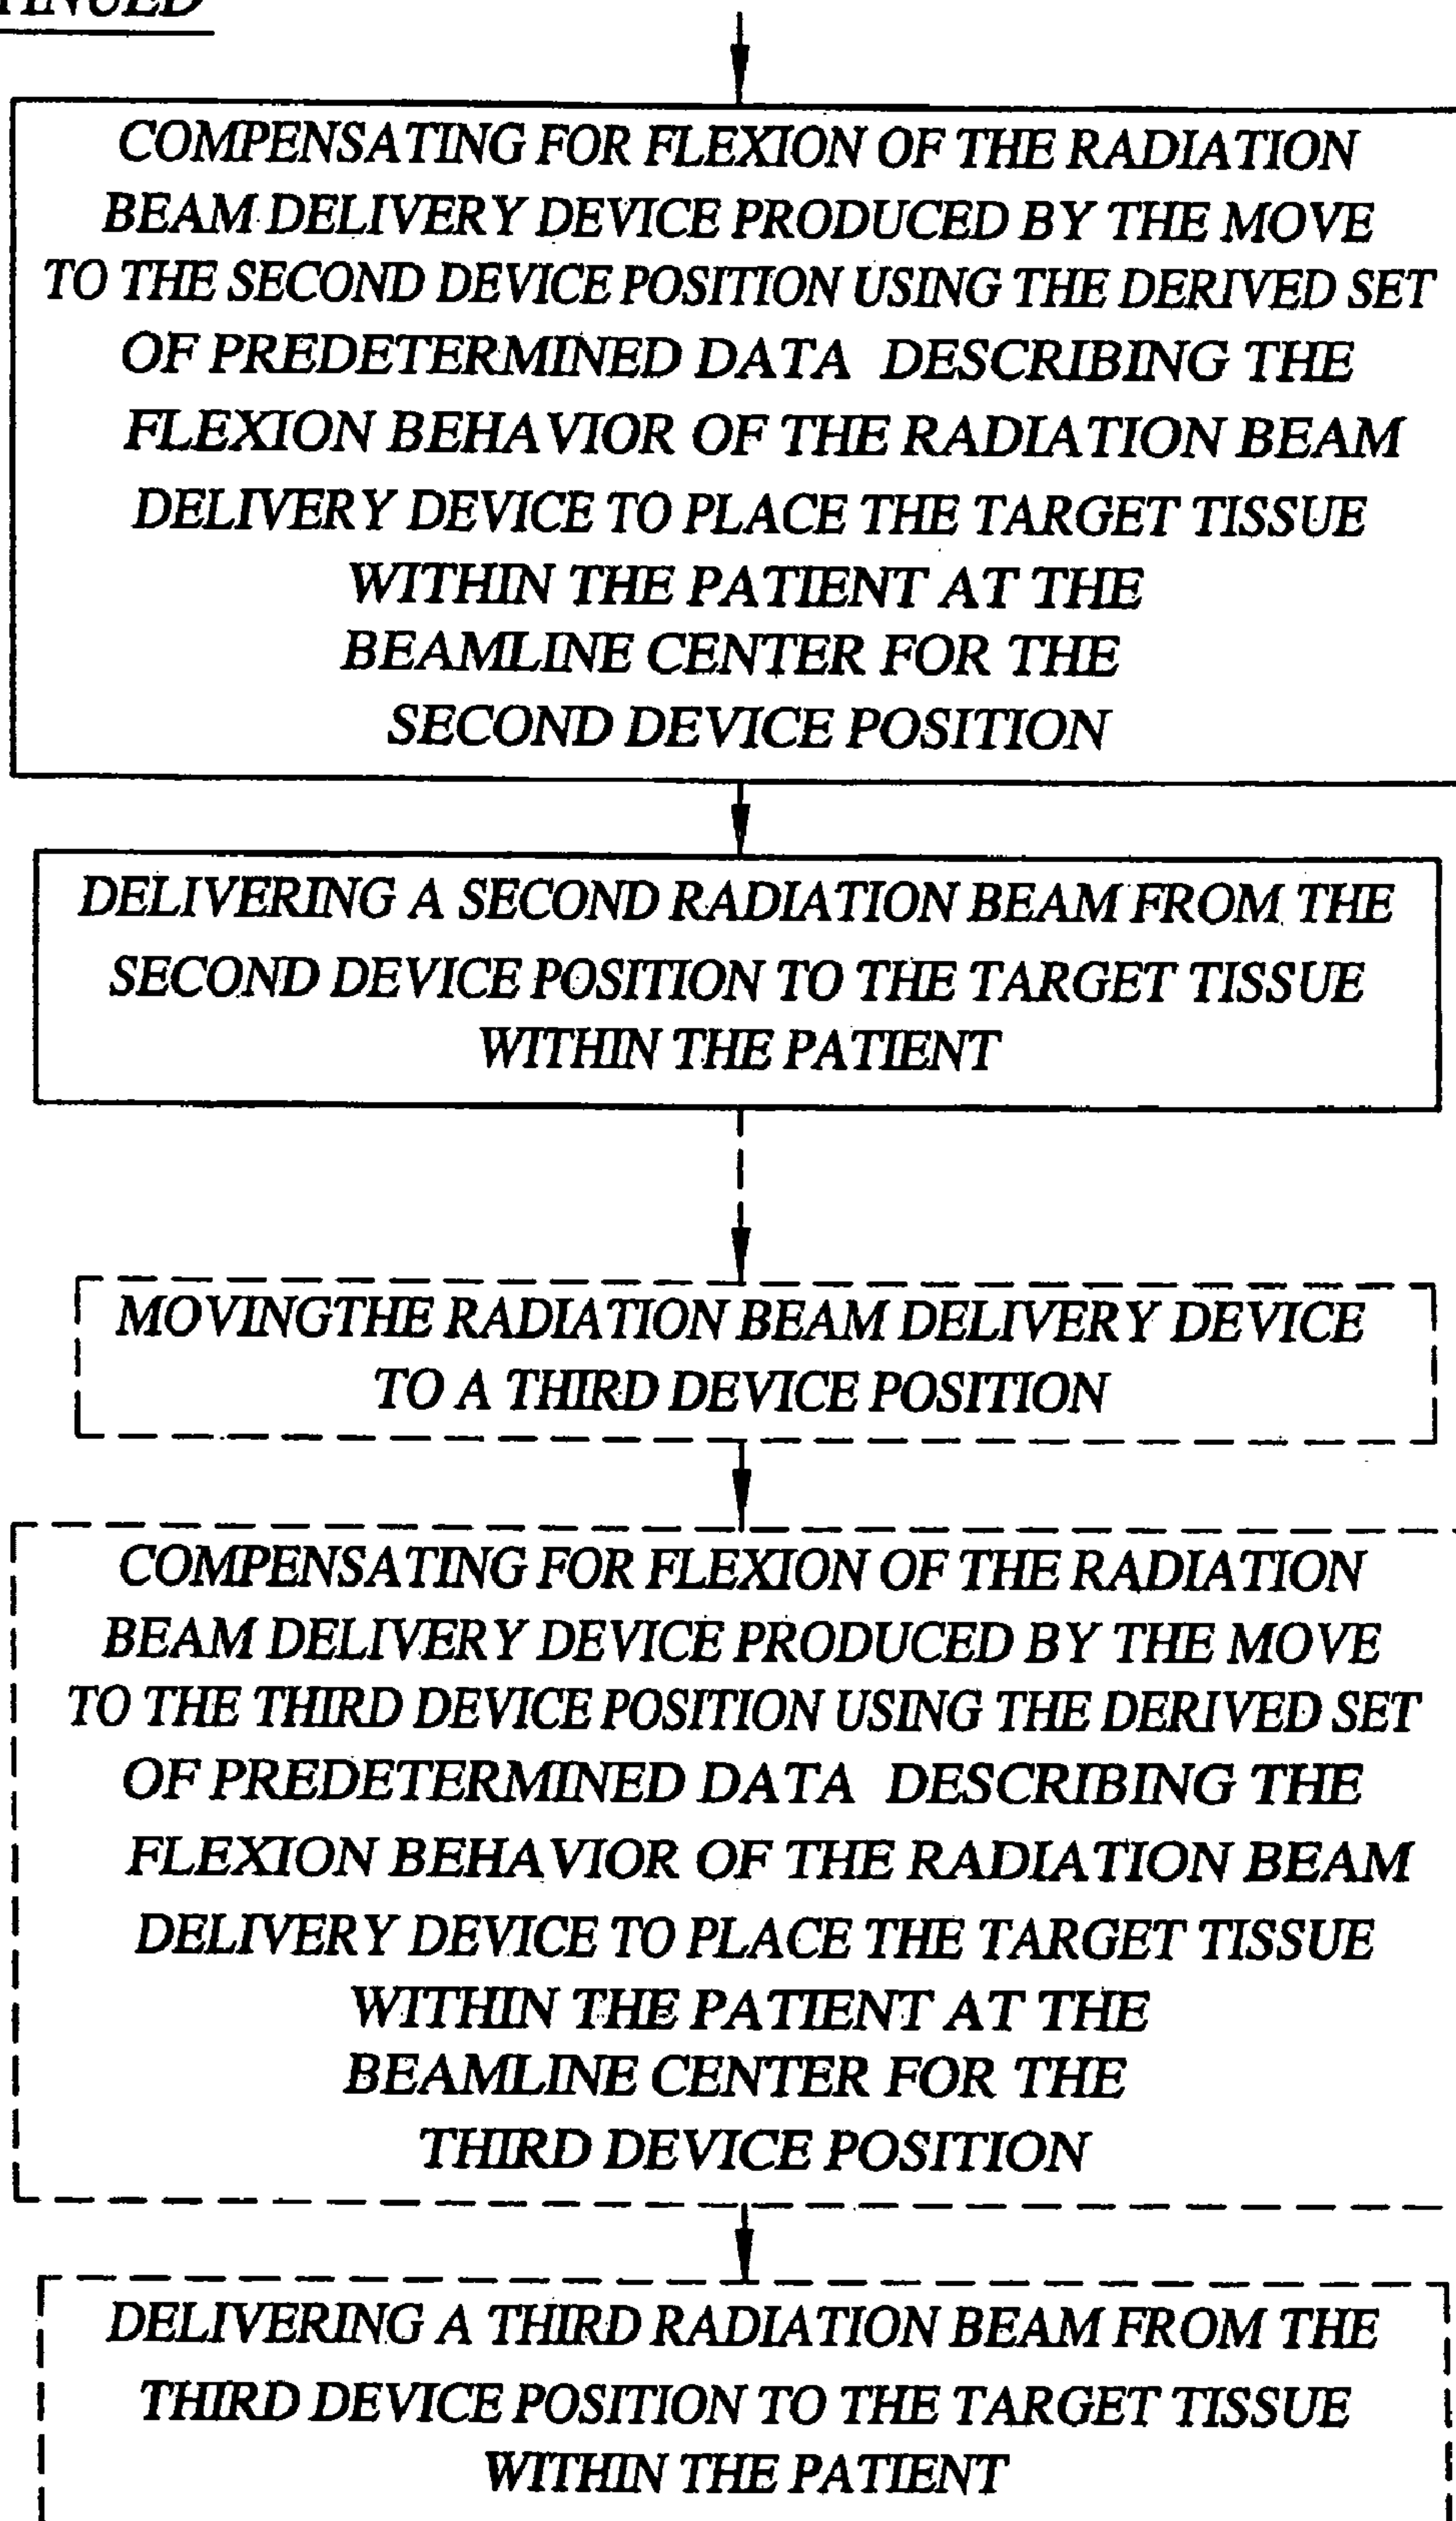 COMPENSATING FOR FLEXION OF THE RADIATION
BEAM DELIVERY DEVICE PRODUCED BY THE MOVE
TO THE SECOND DEVICE POSITION USING THE DERIVED SET
OF PREDETERMINED DATA DESCRIBING THE
FLEXION BEHAVIOR OF THE RADIATION BEAM
DELIVERY DEVICE TO PLACE THE TARGET TISSUE
WITHIN THE PATIENT AT THE
BEAMLINE CENTER FOR THE
SECOND DEVICE POSITION
DELIVERING A SECOND RADIATION BEAM FROM THE
SECOND DEVICE POSITION TO THE TARGET TISSUE
WITHIN THE PATIENT
MOVINGTHE RADIATION BEAM DELIVERY DEVICE
TO A THIRD DEVICE POSITION
COMPENSATING FOR FLEXION OF THE RADIATION
BEAM DELIVERY DEVICE PRODUCED BY THE MOVE
TO THE THIRD DEVICE POSITION USING THE DERIVED SET
OF PREDETERMINED DATA DESCRIBING THE
FLEXION BEHAVIOR OF THE RADIATION BEAM
DELIVERY DEVICE TO PLACE THE TARGET TISSUE
WITHIN THE PATIENT AT THE
BEAMLINE CENTER FOR THE
THIRD DEVICE POSITION
DELIVERING A THIRD RADIATION BEAM FROM THE
THIRD DEVICE POSITION TO THE TARGET TISSUE
WITHIN THE PATIENT